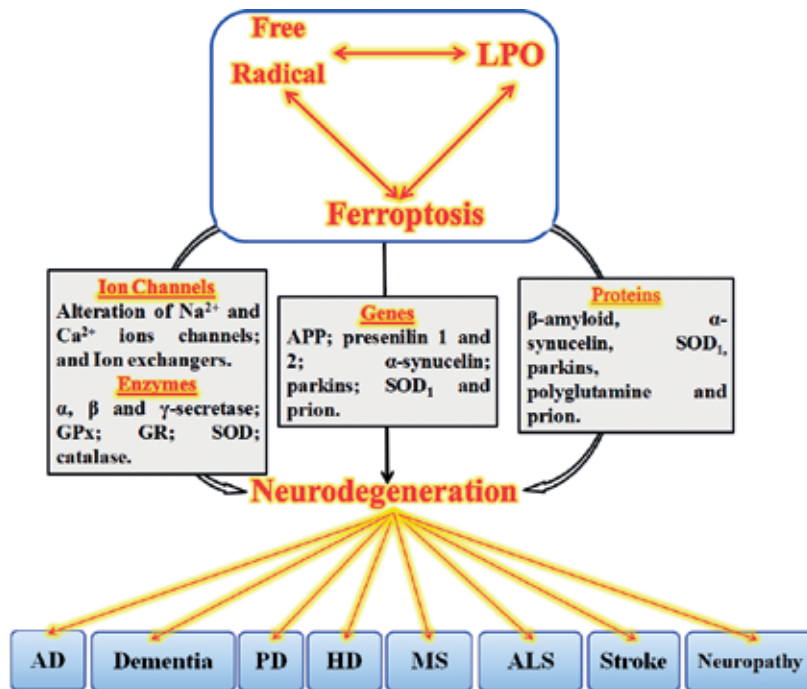 Free
Radical
LPO
Ferroptosis
Ion Channels
Alteration of Na²⁺ and
Ca²⁺ ions channels;
and Ion exchangers.
Enzymes
α, β and γ-secretase;
GPx; GR; SOD;
catalase.
Genes
APP; presenilin 1 and
2; α-synucelin;
parkins; SOD₁ and
prion.
Proteins
β-amyloid, α-
synucelin, SOD₁,
parkins,
polyglutamine and
prion.
Neurodegeneration
AD Dementia PD HD MS ALS Stroke Neuropathy